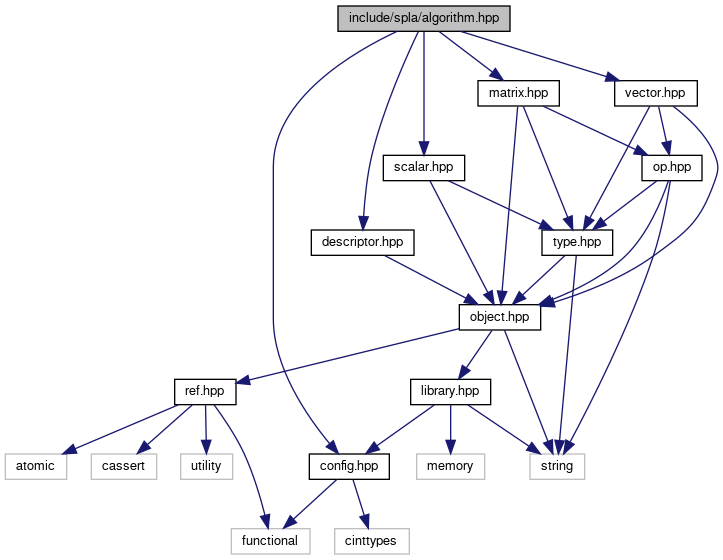 include/spla/algorithm.hpp
matrix.hpp
vector.hpp
scalar.hpp
op.hpp
descriptor.hpp
type.hpp
object.hpp
ref.hpp
library.hpp
atomic
cassert
utility
config.hpp
memory
string
functional
cinttypes